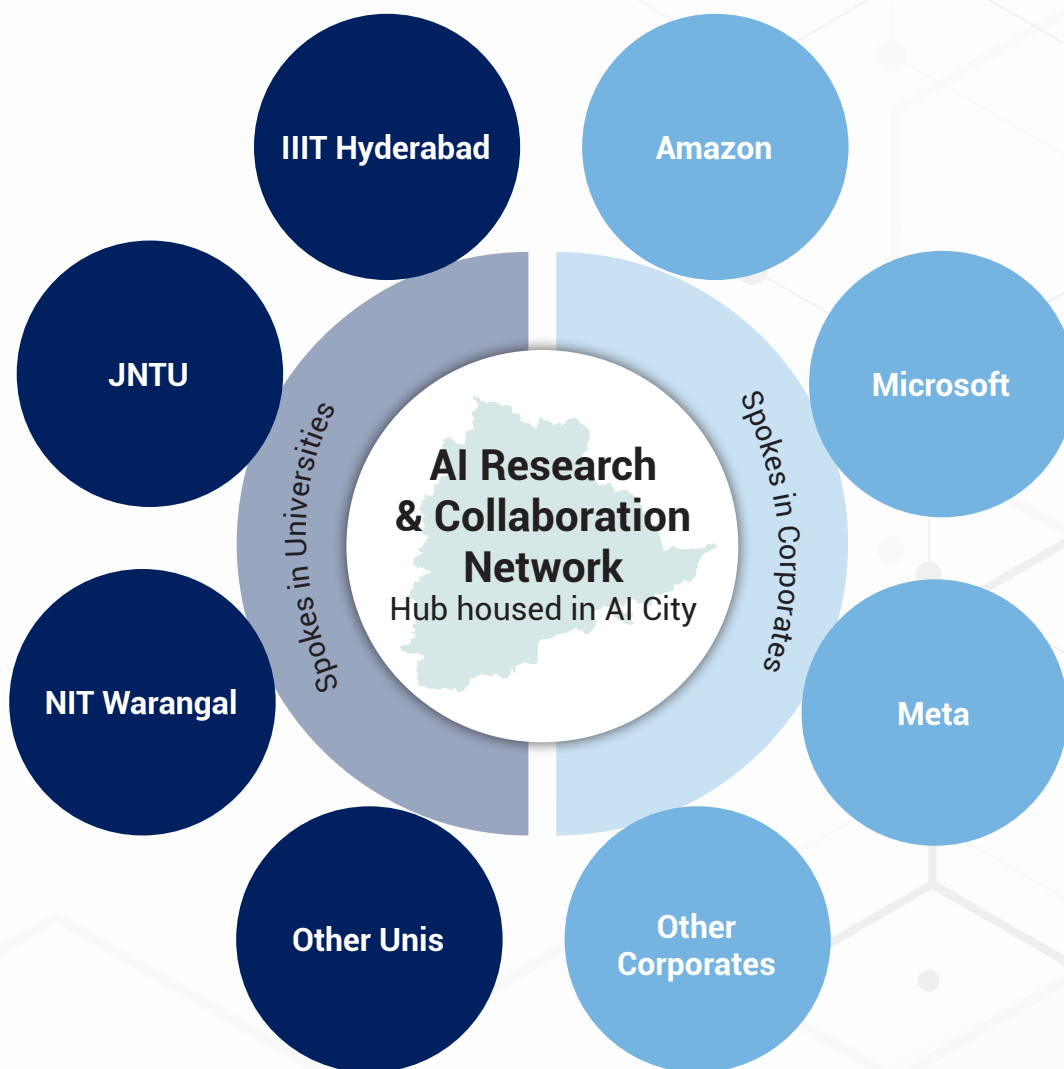 IIIT Hyderabad
Amazon
JNTU
Microsoft
Spokes in Universities
AI Research
& Collaboration
Network
Hub housed in AI City
Spokes in Corporates
NIT Warangal
Meta
Other Unis
Other
Corporates